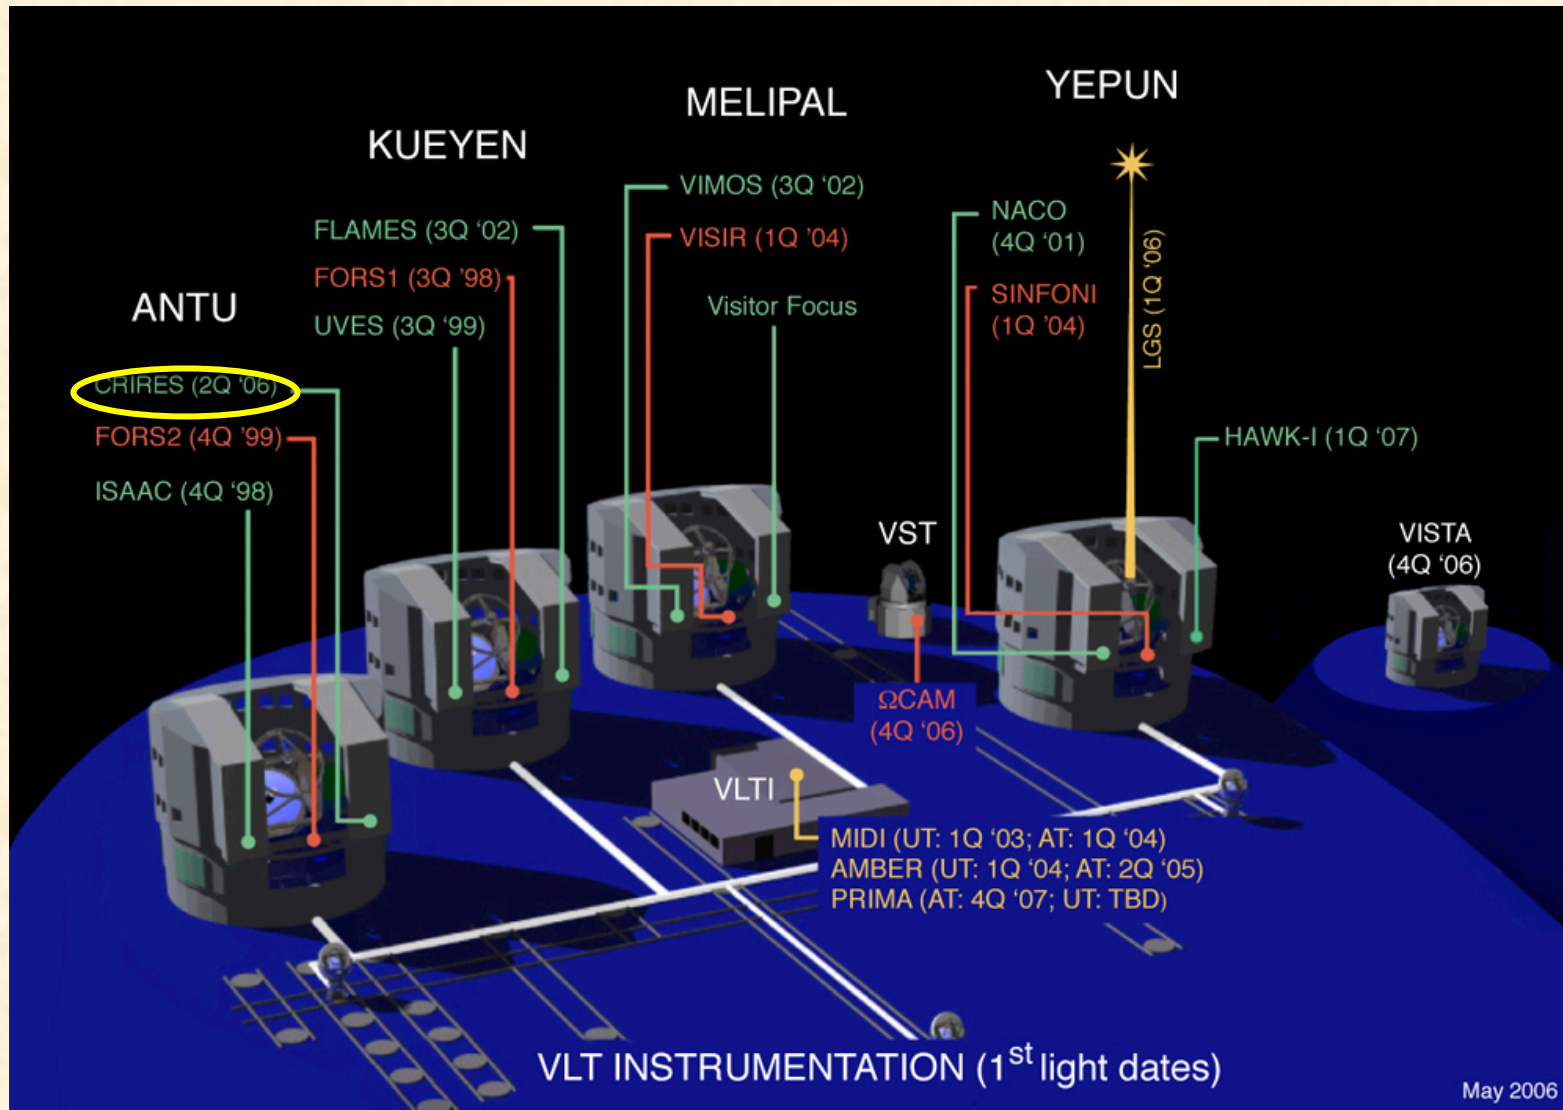 YEPUN
MELIPAL
KUEYEN
VIMOS (3Q ‘02)
VISIR (1Q ’04)
Visitor Focus
NACO
(4Q ‘01)
SINFONI
(1Q ’04)
LGS (1Q ‘06)
FLAMES (3Q ‘02)
FORS1 (3Q ’98)
UVES (3Q ’99)
ANTU
CRIRES (2Q ‘06)
FORS2 (4Q ‘99)
ISAAC (4Q ‘98)
HAWK-I (1Q ‘07)
VST
VISTA
(4Q ‘06)
ΩCAM
(4Q ‘06)
VLTI
MIDI (UT: 1Q ‘03; AT: 1Q ‘04)
AMBER (UT: 1Q ‘04; AT: 2Q ‘05)
PRIMA (AT: 4Q ‘07; UT: TBD)
VLT INSTRUMENTATION (1st light dates)
May 2006